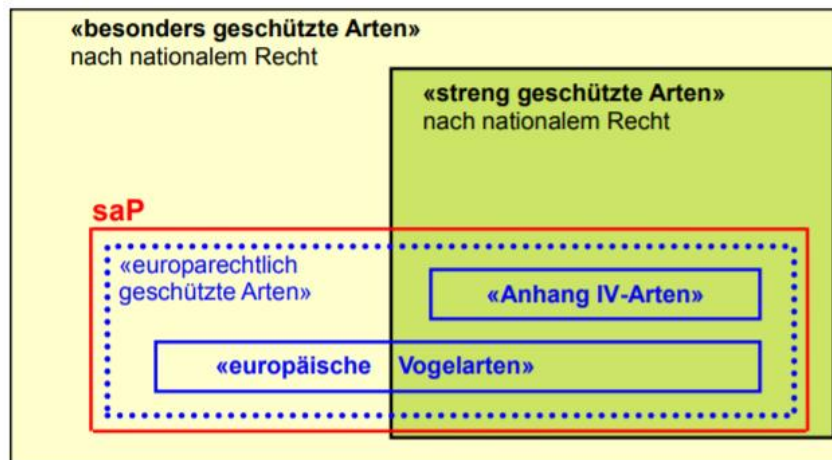 «besonders geschützte Arten»
nach nationalem Recht
«streng geschützte Arten»
nach nationalem Recht
saP
«europarechtlich
geschützte Arten»
«Anhang IV-Arten»
«europäische Vogelarten»